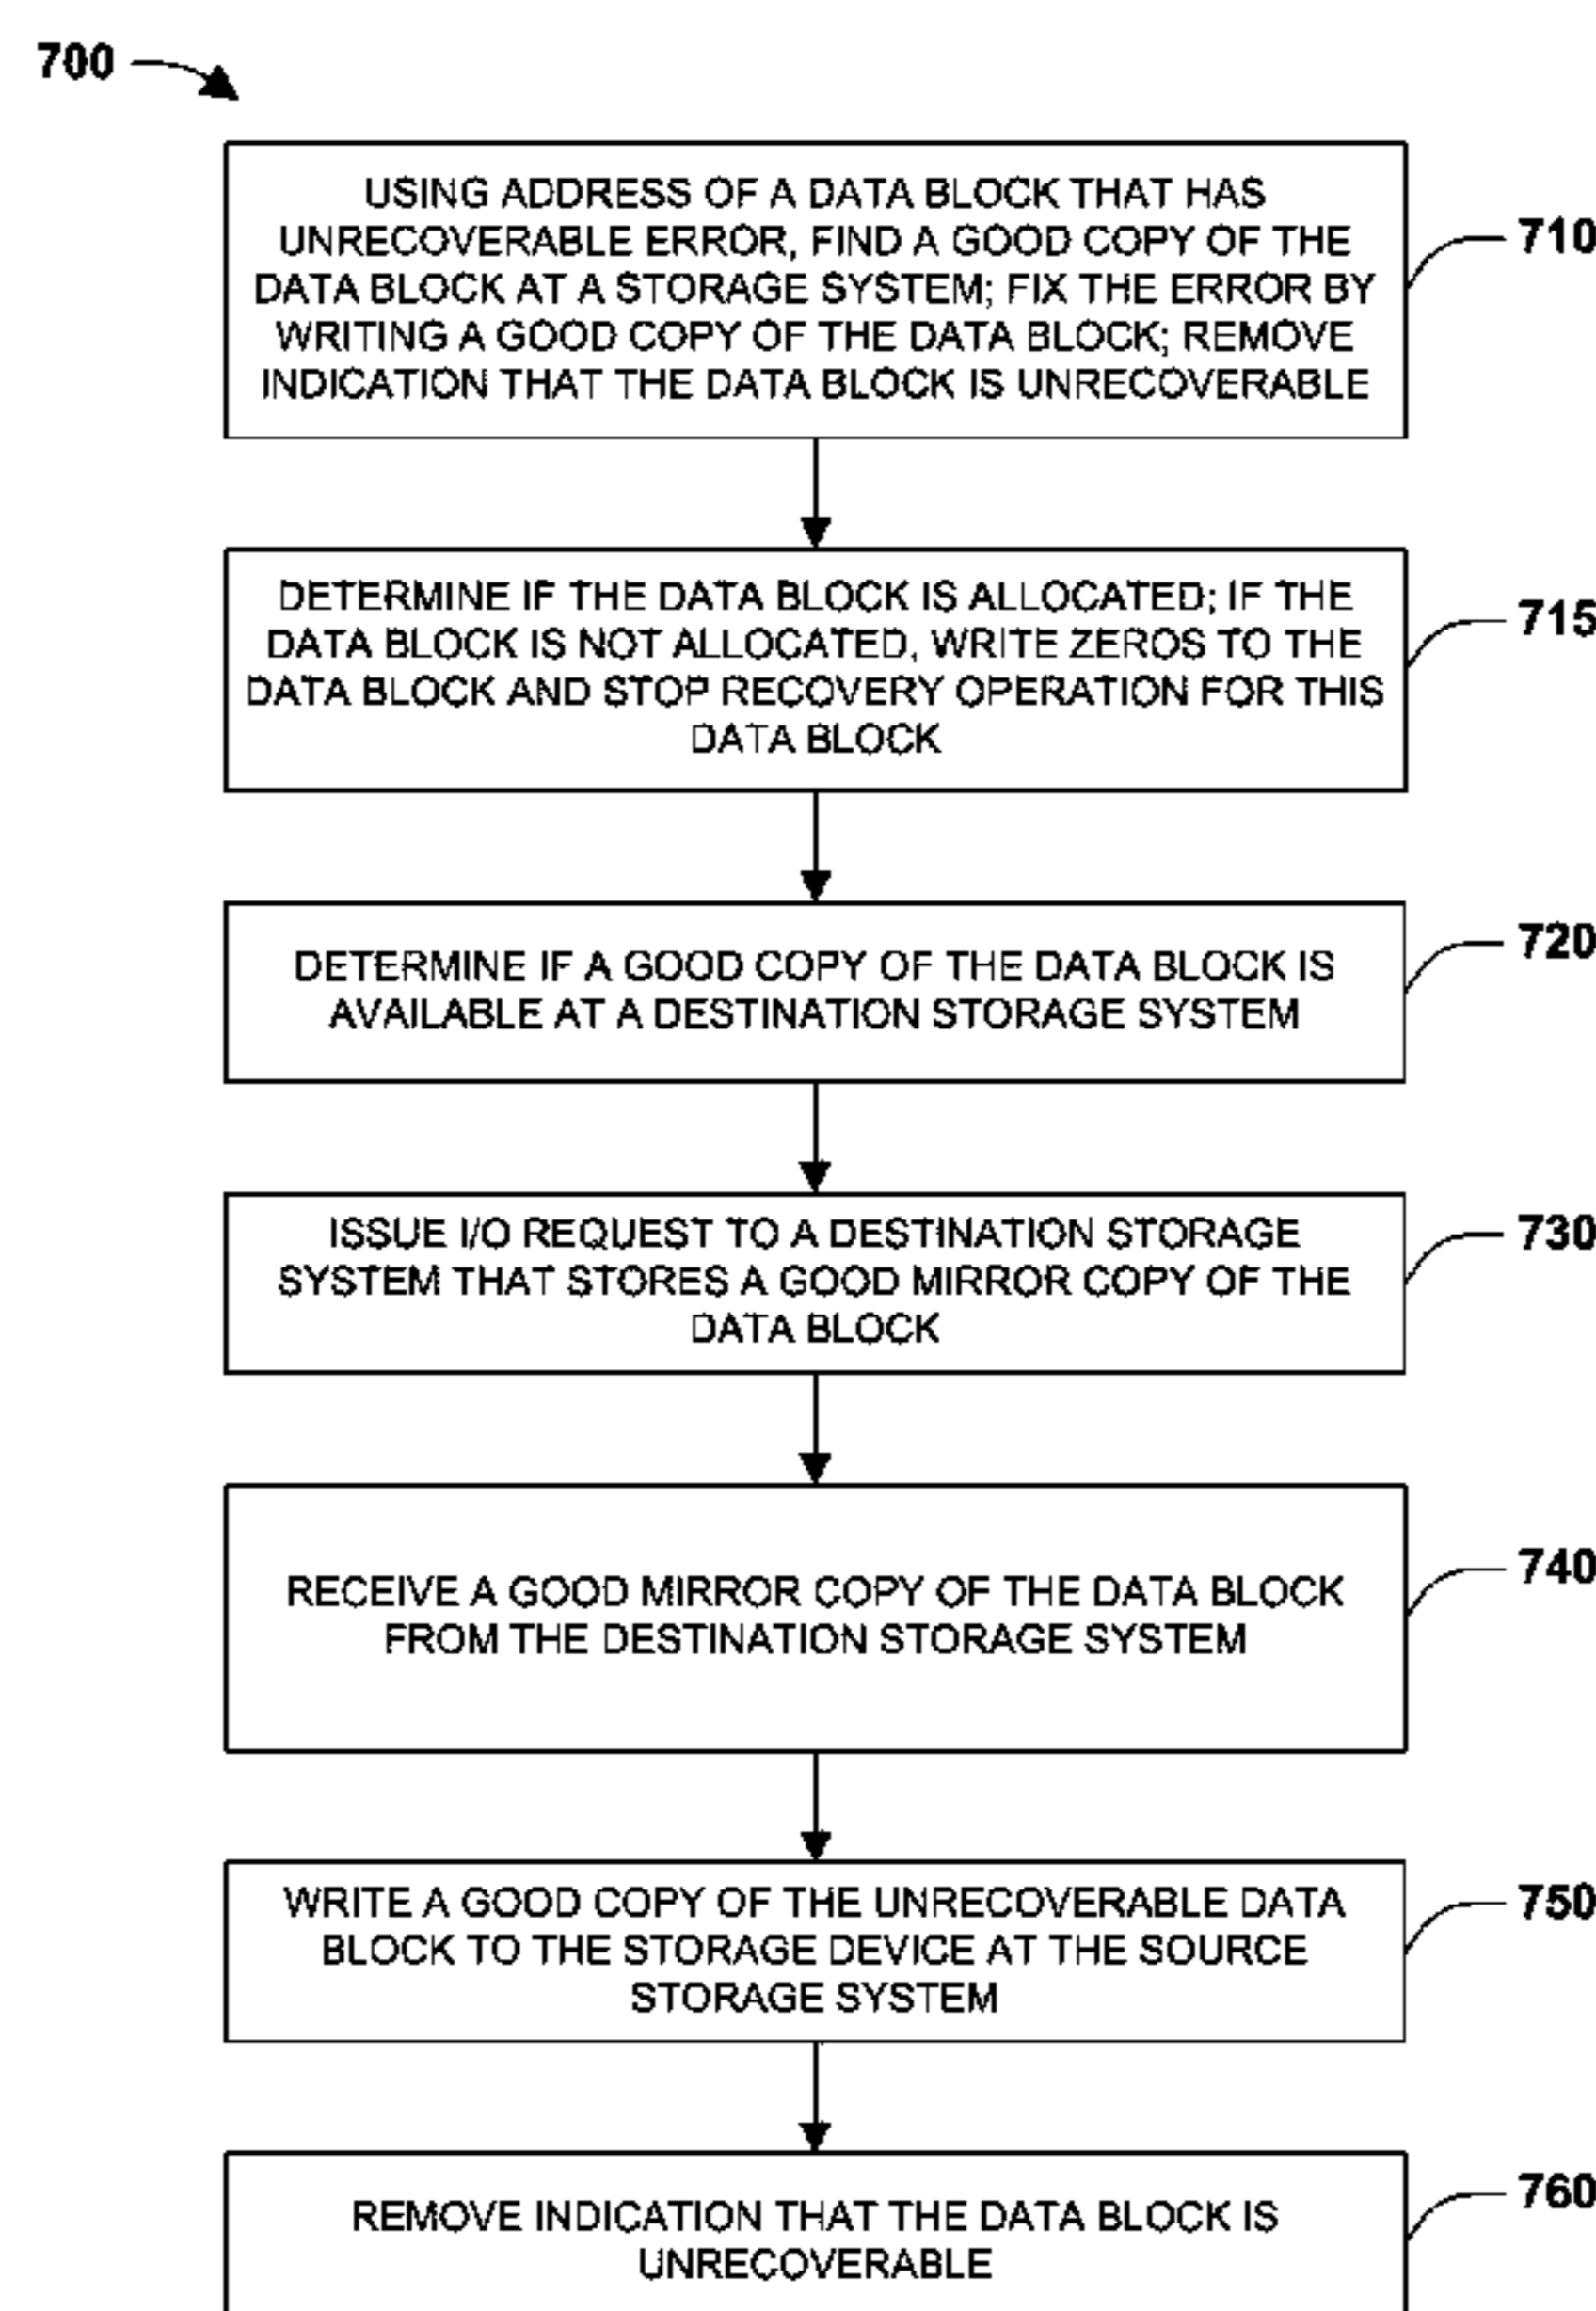 700
USING ADDRESS OF A DATA BLOCK THAT HAS
UNRECOVERABLE ERROR, FIND A GOOD COPY OF THE
DATA BLOCK AT A STORAGE SYSTEM; FIX THE ERROR BY
WRITING A GOOD COPY OF THE DATA BLOCK; REMOVE
INDICATION THAT THE DATA BLOCK IS UNRECOVERABLE
710
DETERMINE IF THE DATA BLOCK IS ALLOCATED; IF THE
DATA BLOCK IS NOT ALLOCATED, WRITE ZEROS TO THE
DATA BLOCK AND STOP RECOVERY OPERATION FOR THIS
DATA BLOCK
715
DETERMINE IF A GOOD COPY OF THE DATA BLOCK IS
AVAILABLE AT A DESTINATION STORAGE SYSTEM
720
ISSUE I/O REQUEST TO A DESTINATION STORAGE
SYSTEM THAT STORES A GOOD MIRROR COPY OF THE
DATA BLOCK
730
RECEIVE A GOOD MIRROR COPY OF THE DATA BLOCK
FROM THE DESTINATION STORAGE SYSTEM
740
WRITE A GOOD COPY OF THE UNRECOVERABLE DATA
BLOCK TO THE STORAGE DEVICE AT THE SOURCE
STORAGE SYSTEM
750
REMOVE INDICATION THAT THE DATA BLOCK IS
UNRECOVERABLE
760